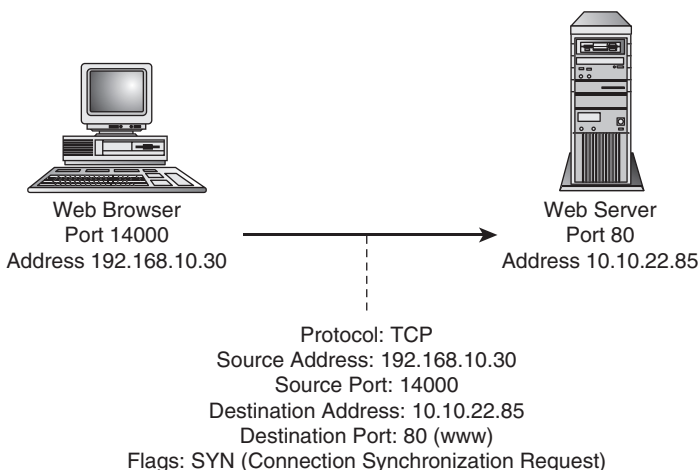 Web Browser
Port 14000
Address 192.168.10.30
Web Server
Port 80
Address 10.10.22.85
Protocol: TCP
Source Address: 192.168.10.30
Source Port: 14000
Destination Address: 10.10.22.85
Destination Port: 80 (www)
Flags: SYN (Connection Synchronization Request)